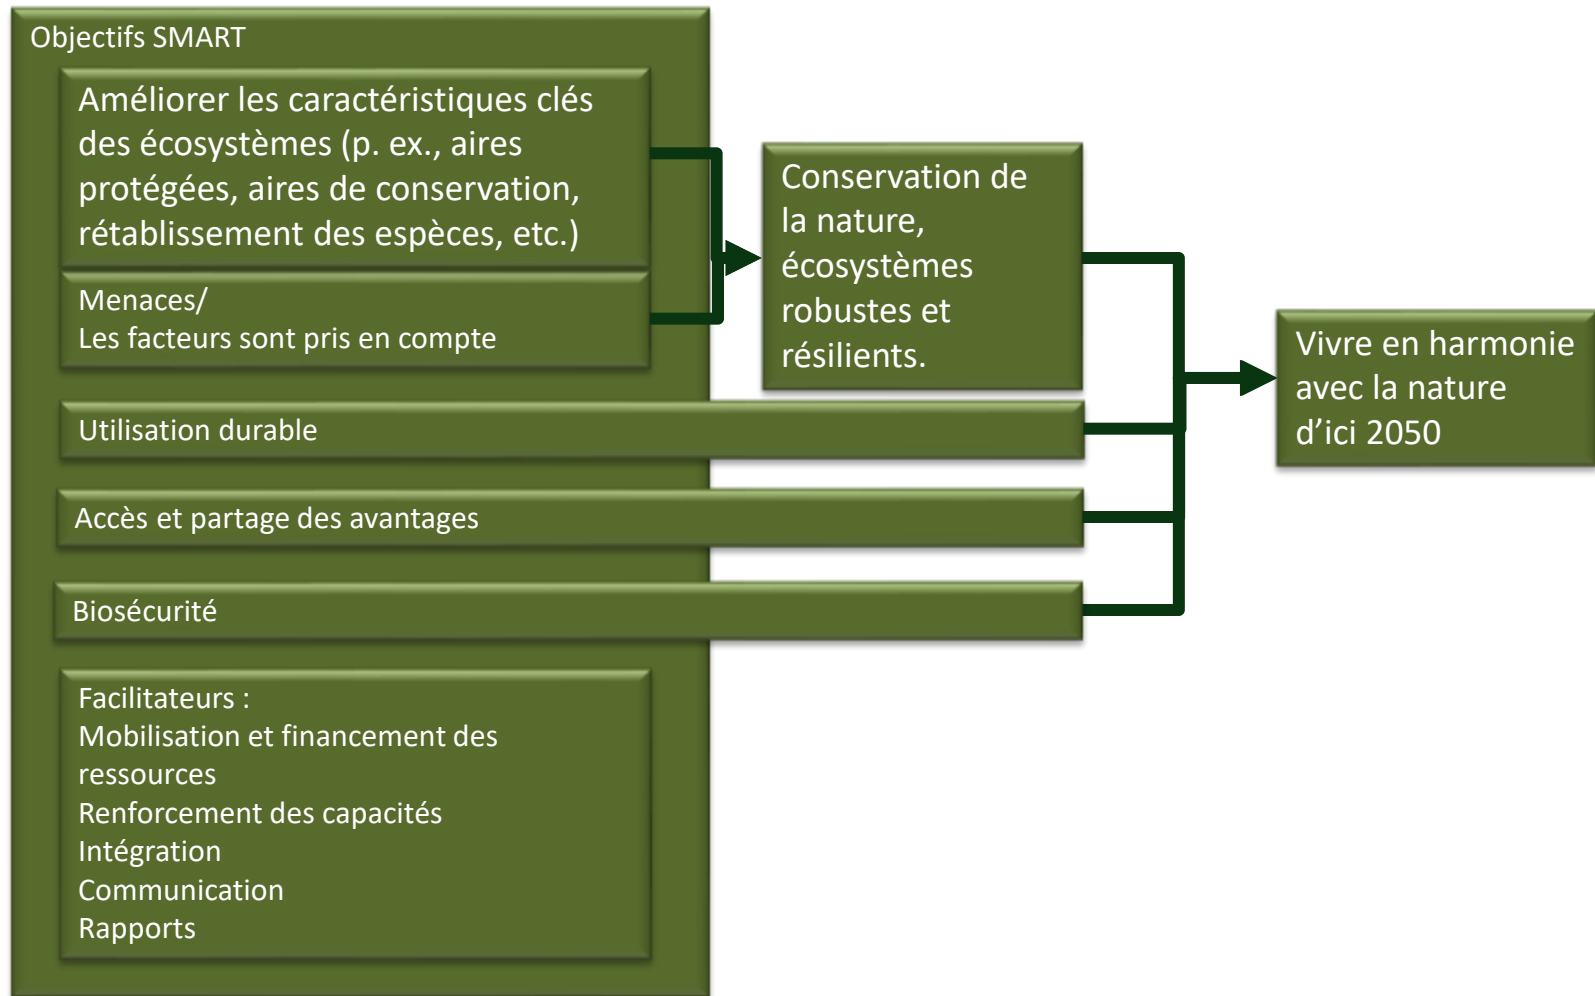 Objectifs SMART
Améliorer les caractéristiques clés
des écosystèmes (p. ex., aires
protégées, aires de conservation,
rétablissement des espèces, etc.)
Menaces/
Les facteurs sont pris en compte
Conservation de
la nature,
écosystèmes
robustes et
résilients.
Vivre en harmonie
avec la nature
d’ici 2050
Utilisation durable
Accès et partage des avantages
Biosécurité
Facilitateurs :
Mobilisation et financement des
ressources
Renforcement des capacités
Intégration
Communication
Rapports